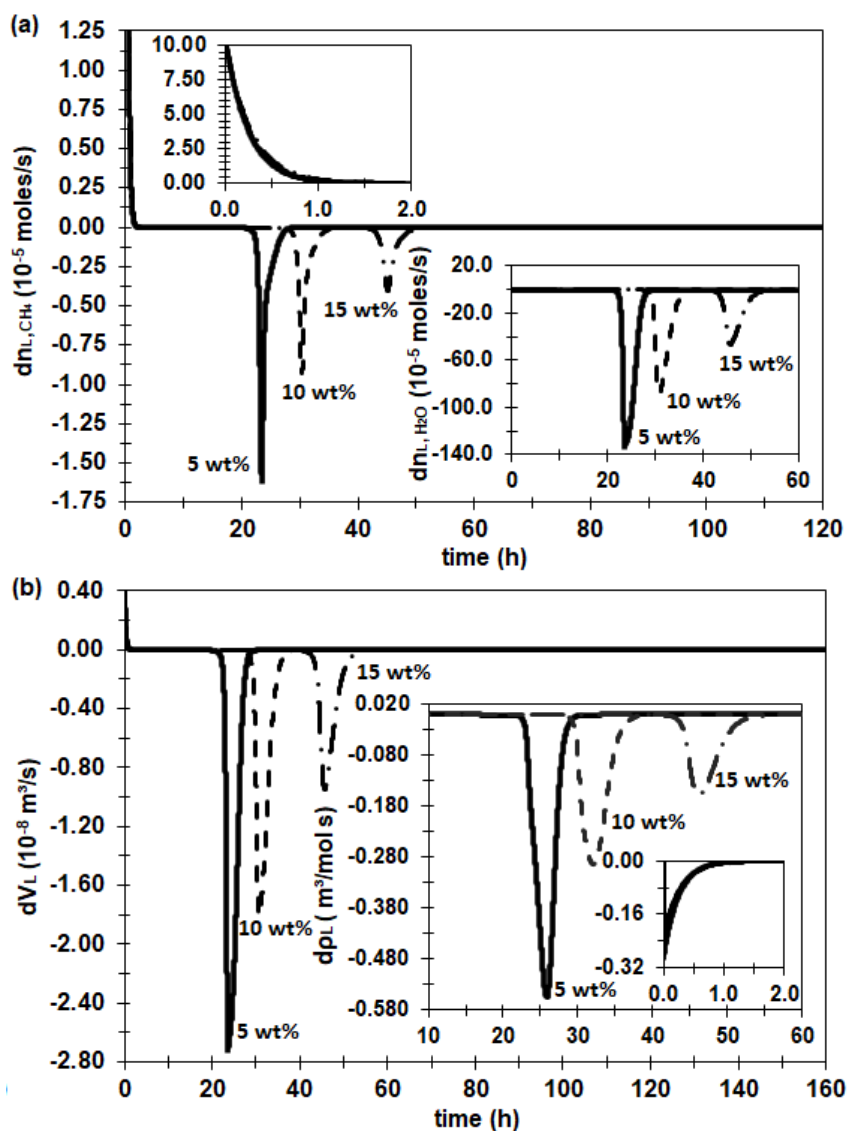 (a)
1.25
1.00
0.75
0.50
0.25
0.00
-0.25
-0.50
-0.75
-1.00
-1.25
-1.50
-1.75
dnL,CH₄ (10⁻⁵ moles/s)
0 20 40 60 80 100 120
time (h)
10.00
7.50
5.00
2.50
0.00
0.0 1.0 2.0
5 wt%
10 wt%
15 wt%
20.0
-20.0
-60.0
-100.0
-140.0
dnL, H2O (10⁻⁵ moles/s)
0 20 40 60
15 wt%
10 wt%
5 wt%
(b)
0.40
0.00
-0.40
-0.80
-1.20
-1.60
-2.00
-2.40
-2.80
dVL (10⁻⁸ m³/s)
0 20 40 60 80 100 120 140 160
time (h)
15 wt%
10 wt%
5 wt%
0.020
-0.080
-0.180
-0.280
-0.380
-0.480
-0.580
dρL ( m³/mol s)
10 20 30 40 50 60
15 wt%
10 wt%
5 wt%
0.00
-0.16
-0.32
0.0 1.0 2.0